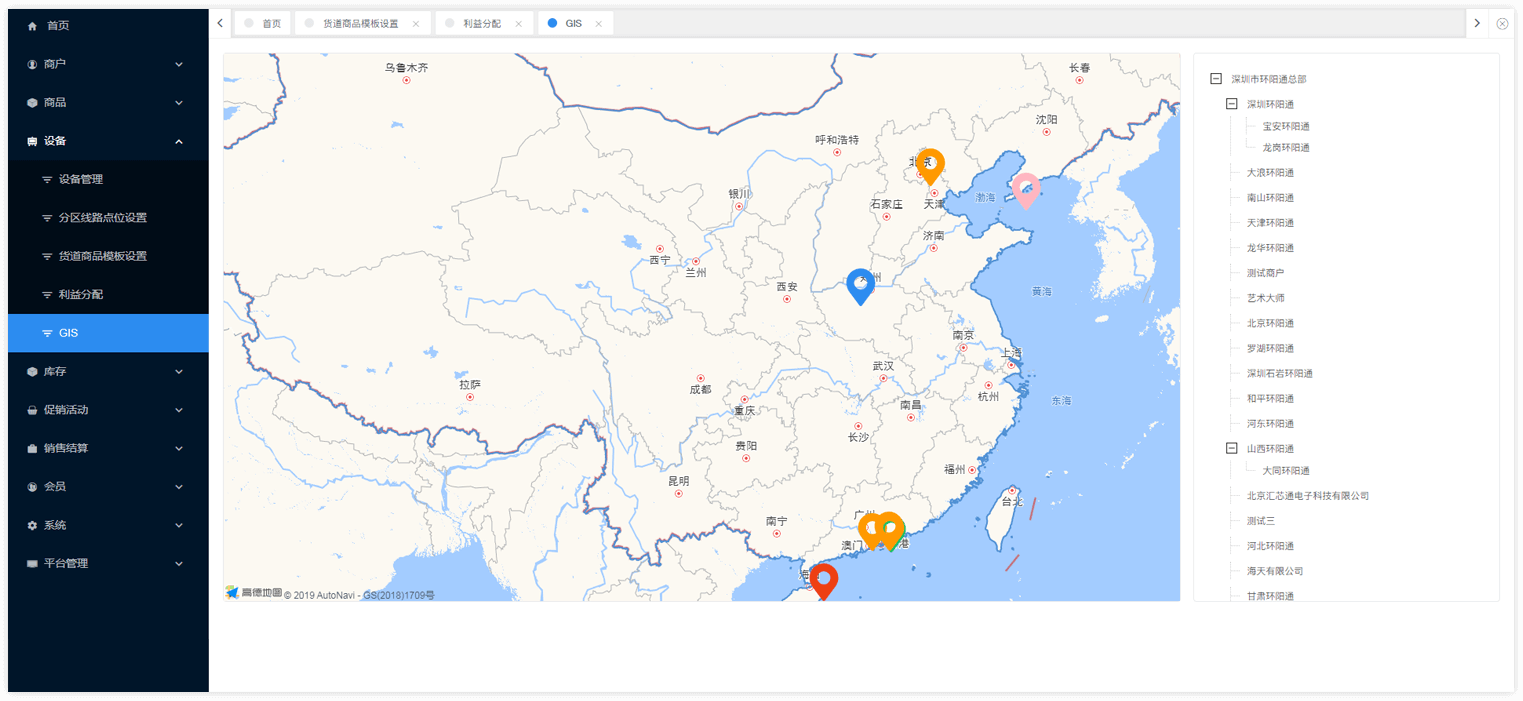 首页
商户
商品
设备
设备管理
分区线路点位设置
货道商品模板设置
利益分配
GIS
库存
促销活动
销售结算
会员
系统
平台管理
首页
货道商品模板设置
利益分配
GIS
乌鲁木齐
长春
沈阳
呼和浩特
北京
银川
渤海
石家庄
天津
济南
西宁
兰州
州
西安
黄海
南京
上海
武汉
拉萨
成都
杭州
东海
重庆
南昌
长沙
贵阳
福州
昆明
台北
广州
南宁
澳门
港
海
高德地图 © 2019 AutoNavi - GS(2018)1709号
深圳市环阳通总部
深圳环阳通
宝安环阳通
龙岗环阳通
大浪环阳通
南山环阳通
天津环阳通
龙华环阳通
测试商户
艺术大师
北京环阳通
罗湖环阳通
深圳石岩环阳通
和平环阳通
河东环阳通
山西环阳通
大同环阳通
北京汇芯通电子科技有限公司
测试三
河北环阳通
海天有限公司
甘肃环阳通